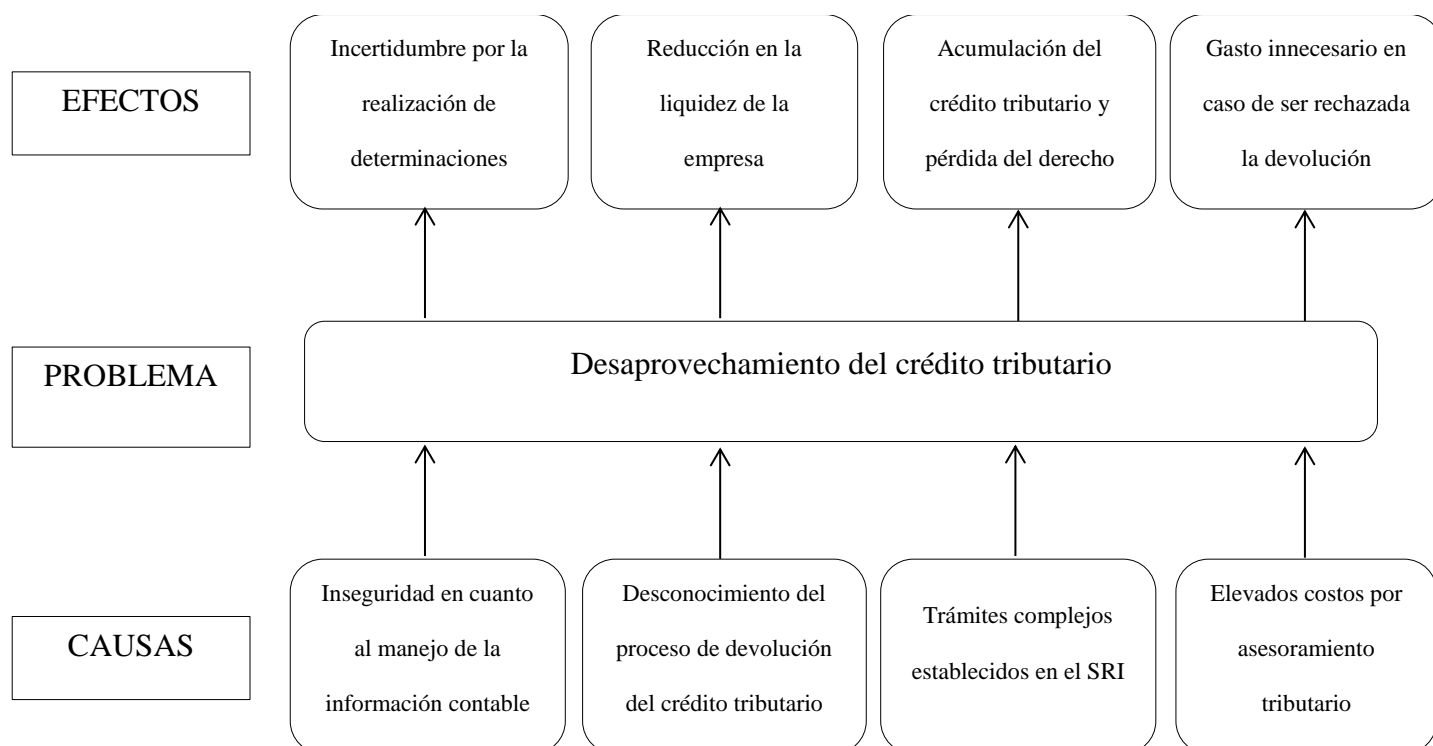 EFECTOS
Incertidumbre por la
realización de
determinaciones
Reducción en la
liquidez de la
empresa
Acumulación del
crédito tributario y
pérdida del derecho
Gasto innecesario en
caso de ser rechazada
la devolución
PROBLEMA
Desaprovechamiento del crédito tributario
CAUSAS
Inseguridad en cuanto
al manejo de la
información contable
Desconocimiento del
proceso de devolución
del crédito tributario
Trámites complejos
establecidos en el SRI
Elevados costos por
asesoramiento
tributario